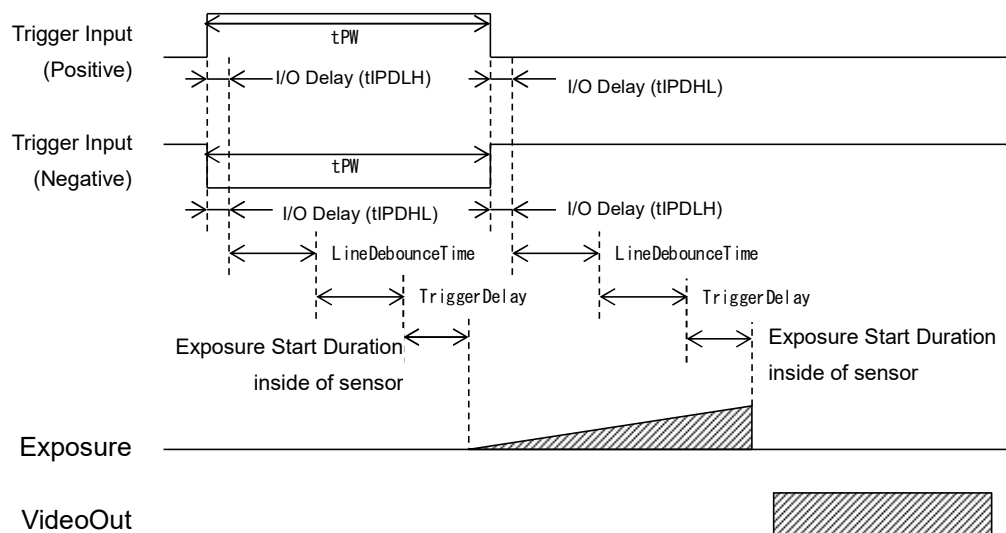 Trigger Input
(Positive)
tPW
I/O Delay (tIPDLH)
I/O Delay (tIPDHL)
Trigger Input
(Negative)
tPW
I/O Delay (tIPDHL)
I/O Delay (tIPDLH)
LineDebounceTime
LineDebounceTime
TriggerDelay
TriggerDelay
Exposure Start Duration
inside of sensor
Exposure Start Duration
inside of sensor
Exposure
VideoOut